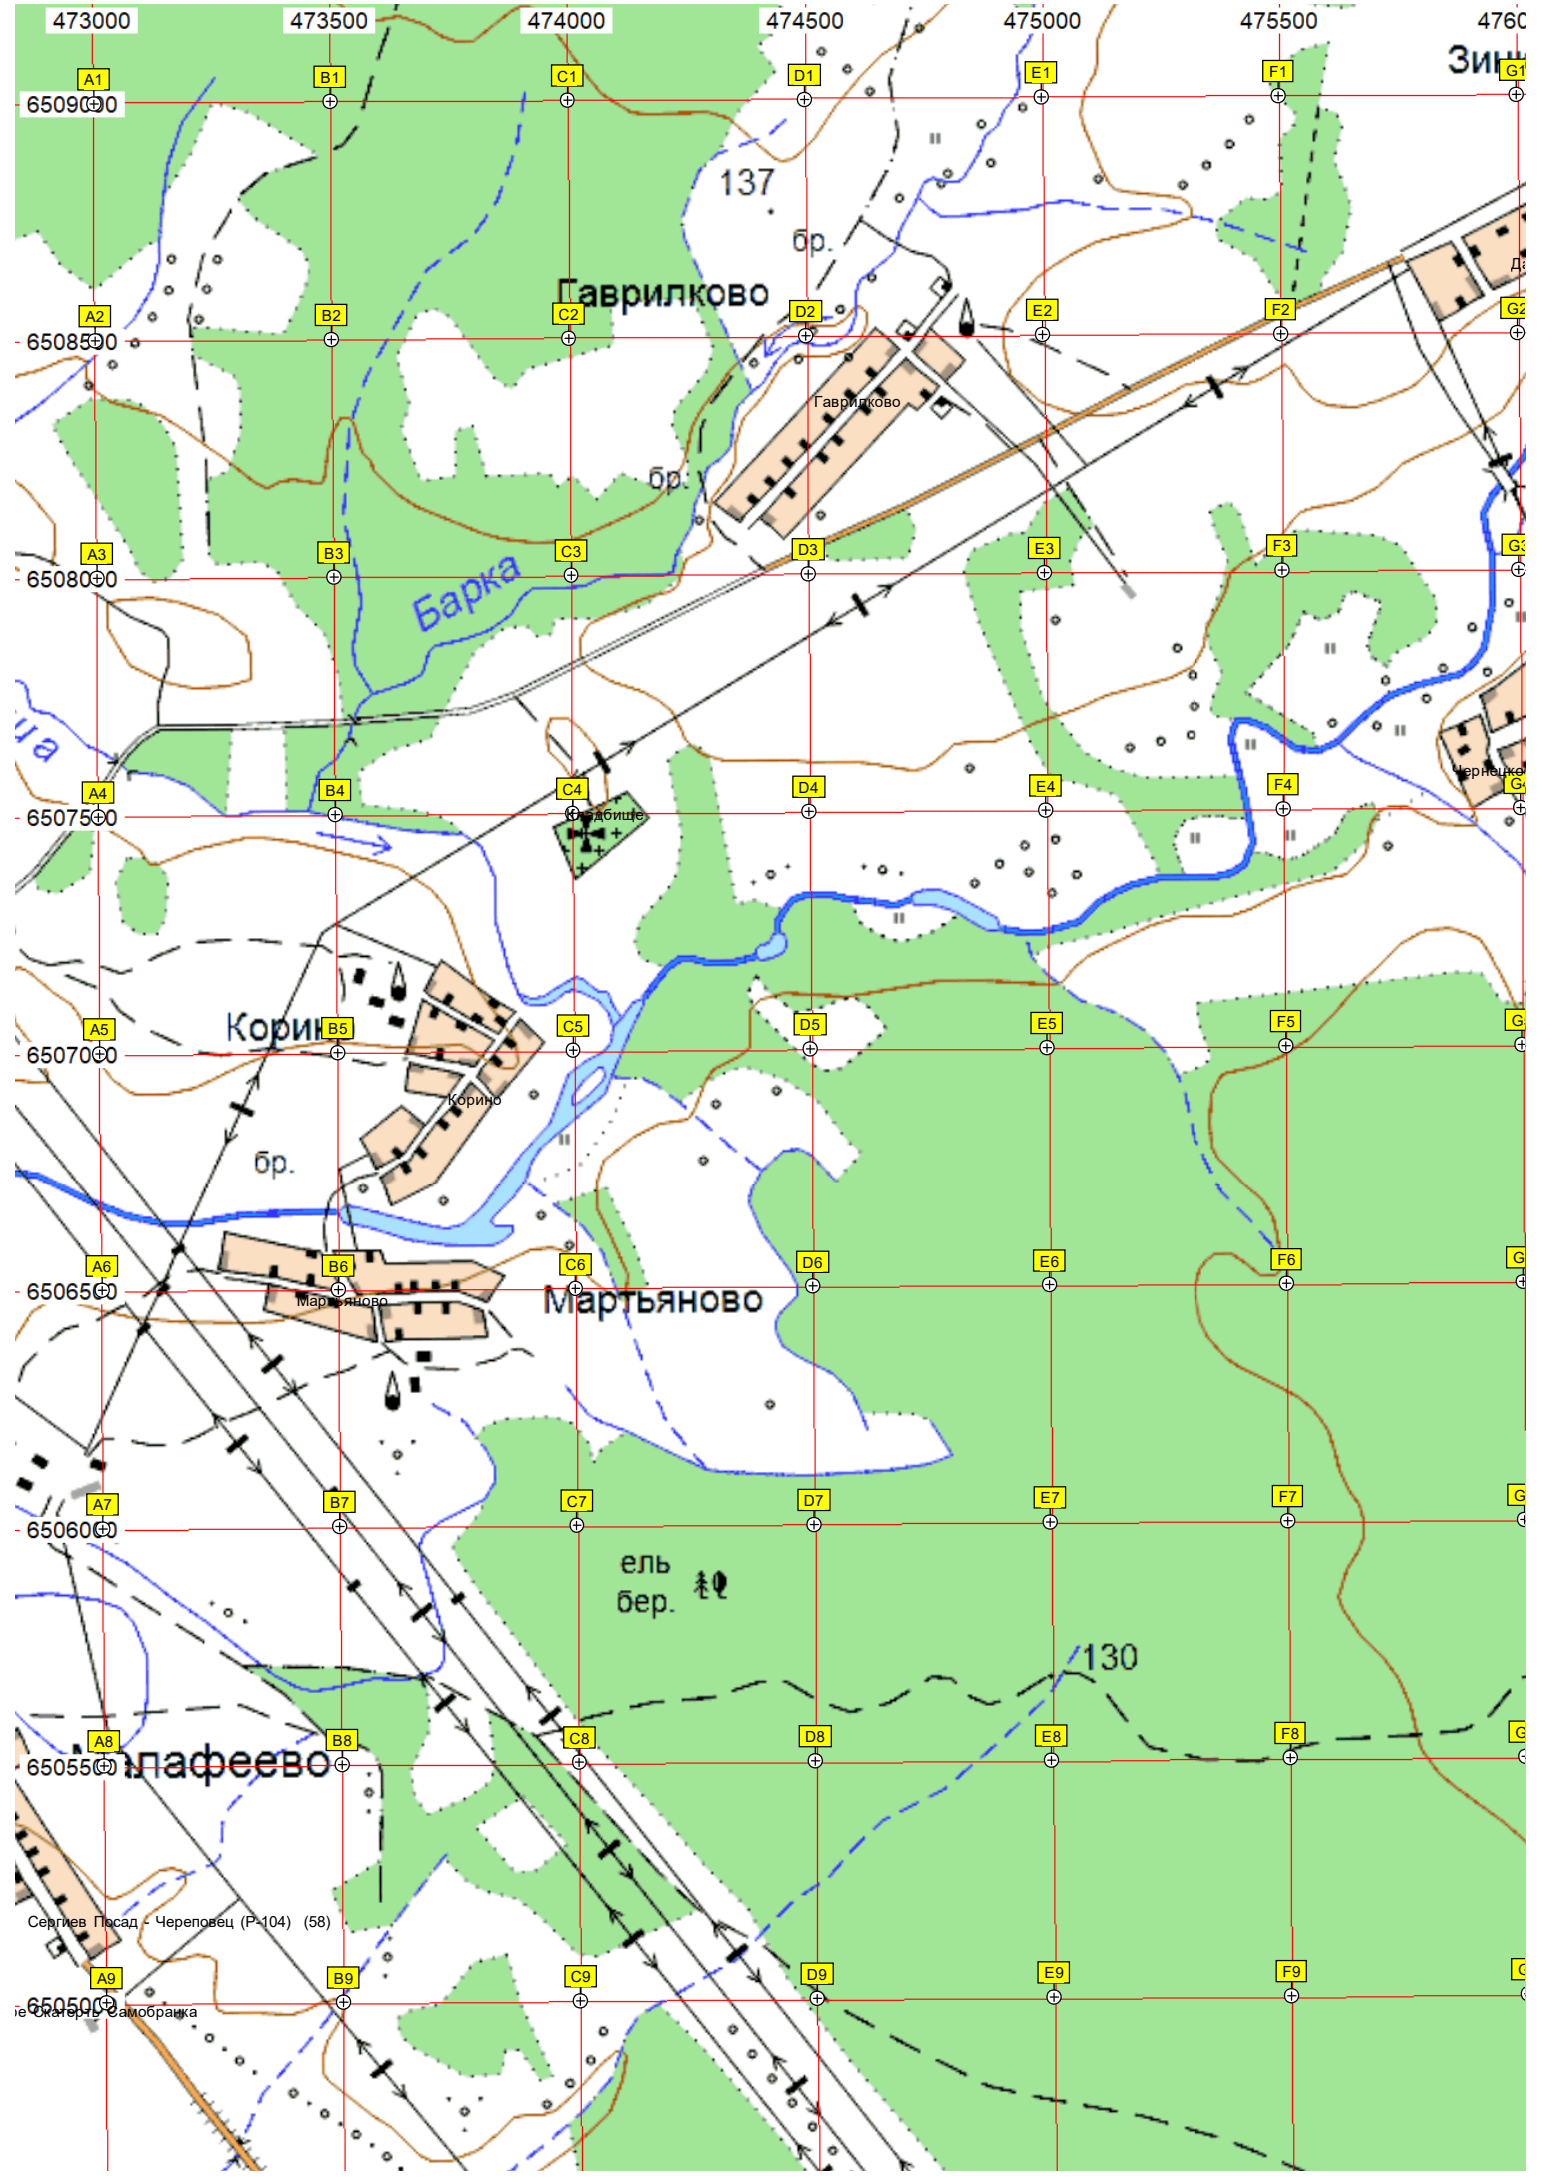 473000 473500 474000 474500 475000 475500
A1 B1 C1 D1 E1 F1 G1
6509000
137
бр.
Гаврилково
A2 B2 C2 D2 E2 F2 G2
6508500
Гаврилково
бр.
A3 B3 C3 D3 E3 F3 G3
6508000
Барка
A4 B4 C4 D4 E4 F4
6507500
Кладбище
Корино
A5 B5 C5 D5 E5 F5
6507000
Корино
бр.
A6 B6 C6 D6 E6 F6
6506500
Мартьяново
Мартьяново
A7 B7 C7 D7 E7 F7
6506000
ель
бер.
130
A8 B8 C8 D8 E8 F8
6505500
Малафеево
Сергиев Посад - Череповец (Р-104) (58)
A9 B9 C9 D9 E9 F9
6505000
Скатерть Самобранка